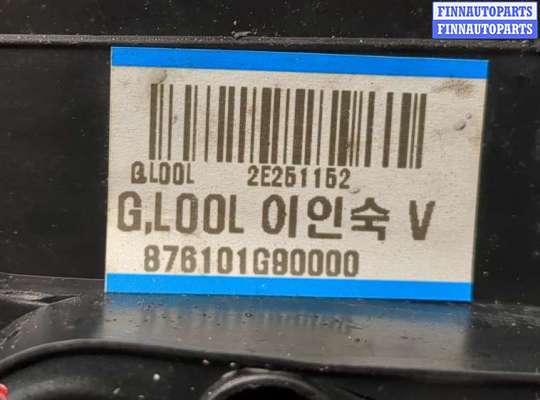 FINNAUTOPARTS
FINNAUTOPARTS
G.L00L 2E251152
G,L00L 이인숙 V
876101G90000